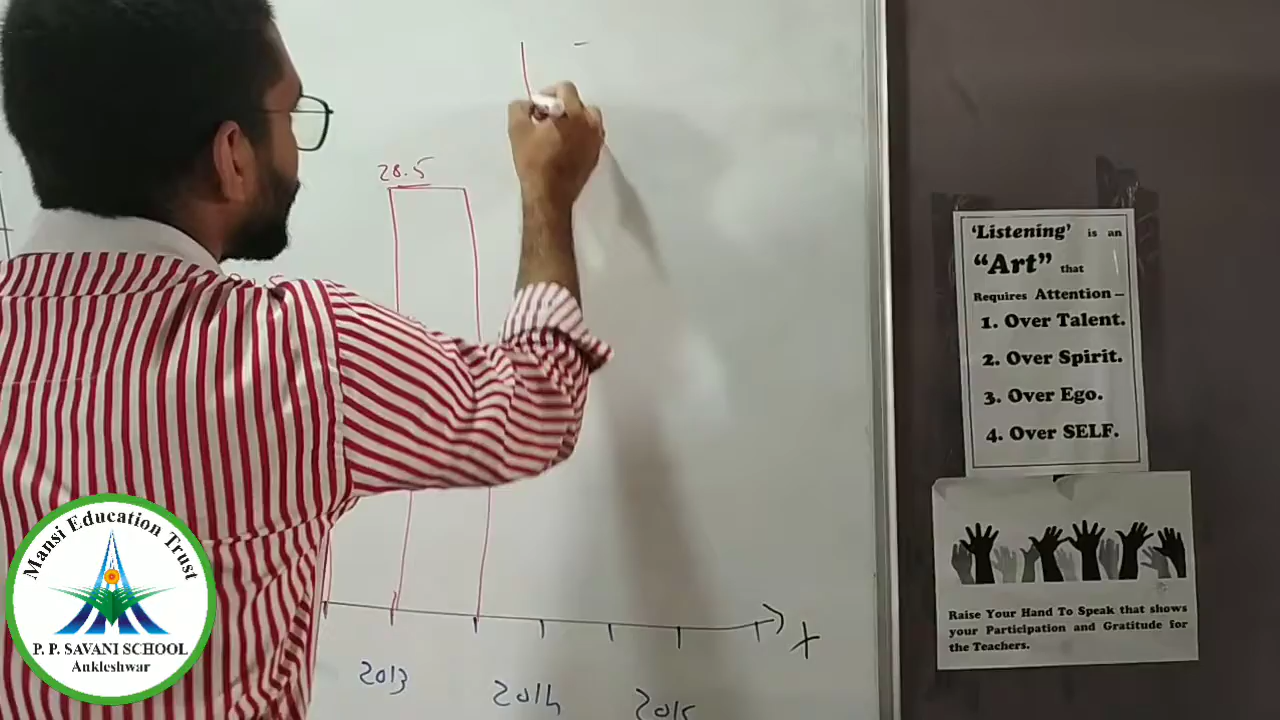 28.5
2013
2014
2015
X
'Listening' is an
"Art" that
Requires Attention –
1. Over Talent.
2. Over Spirit.
3. Over Ego.
4. Over SELF.
Raise Your Hand To Speak that shows
your Participation and Gratitude for
the Teachers.
Mansi Education Trust
P. P. SAVANI SCHOOL
Ankleshwar